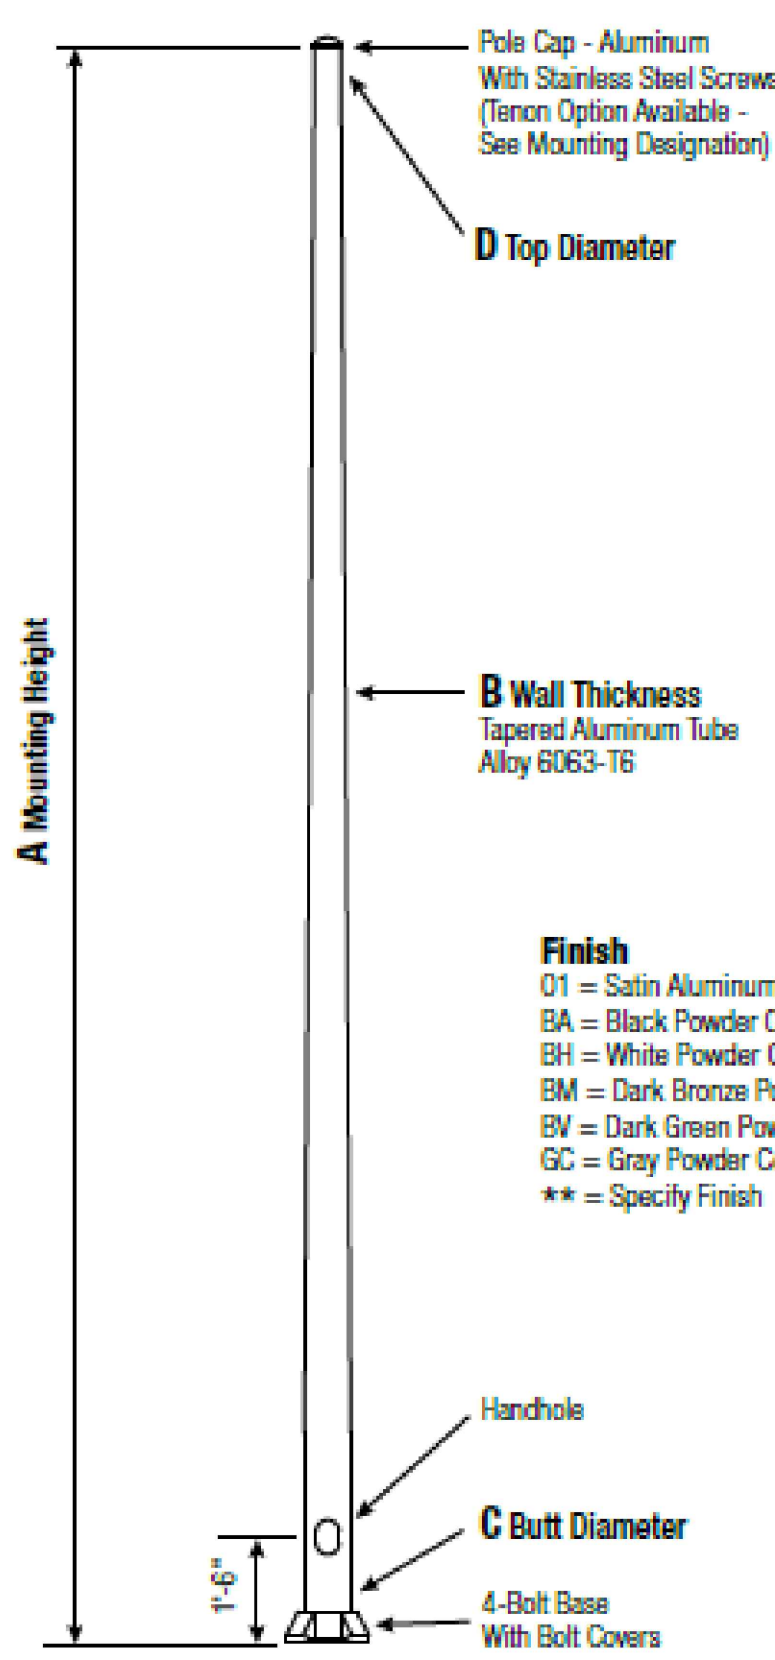 Pole Cap - Aluminum
With Stainless Steel Screws
(Tenon Option Available -
See Mounting Designation)
D Top Diameter
A Mounting Height
B Wall Thickness
Tapered Aluminum Tube
Alloy 6063-T6
Finish
01 = Satin Aluminum
BA = Black Powder
BH = White Powder
BM = Dark Bronze
BV = Dark Green
GC = Gray Powder
** = Specify Finish
Handhole
C Butt Diameter
1'-6"
4-Bolt Base
With Bolt Covers